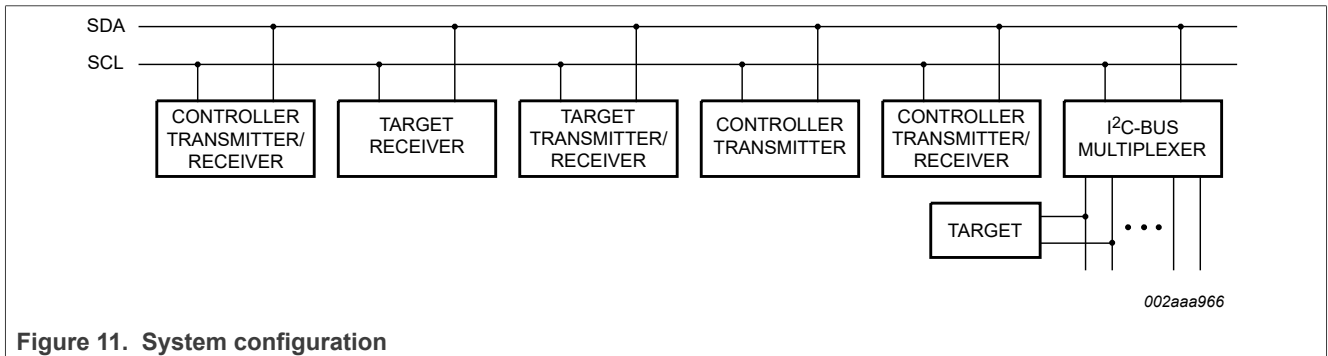 SDA
SCL
CONTROLLER
TRANSMITTER/
RECEIVER
TARGET
RECEIVER
TARGET
TRANSMITTER/
RECEIVER
CONTROLLER
TRANSMITTER
CONTROLLER
TRANSMITTER/
RECEIVER
I²C-BUS
MULTIPLEXER
TARGET
002aaa966
Figure 11. System configuration